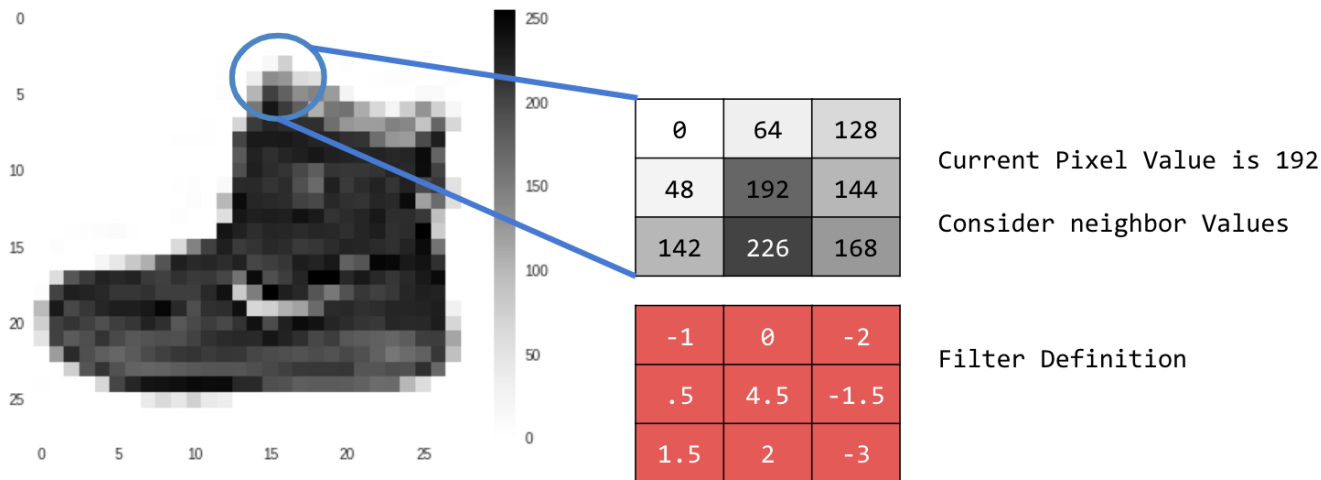 0
5
10
15
20
25
0 5 10 15 20 25
250
200
150
100
50
0
0 64 128
48 192 144
142 226 168
Current Pixel Value is 192
Consider neighbor Values
-1 0 -2
.5 4.5 -1.5
1.5 2 -3
Filter Definition